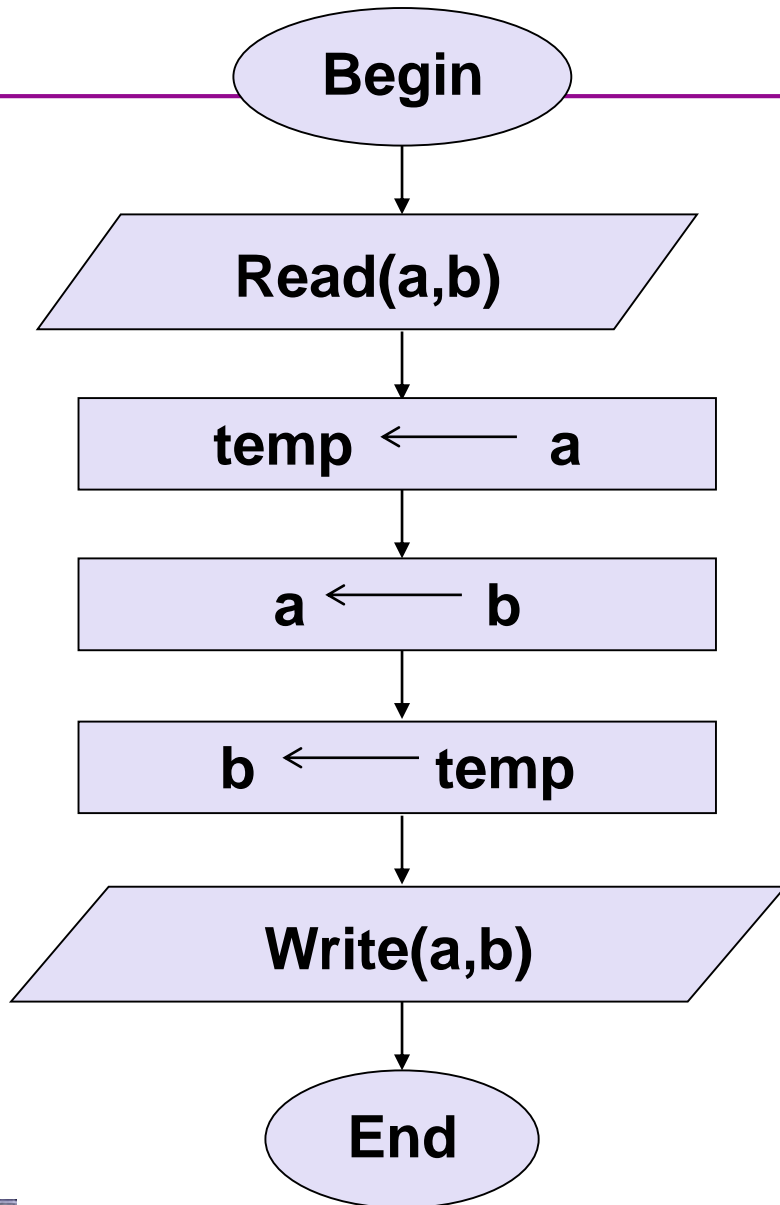 Begin
Read(a,b)
temp ← a
a ← b
b ← temp
Write(a,b)
End